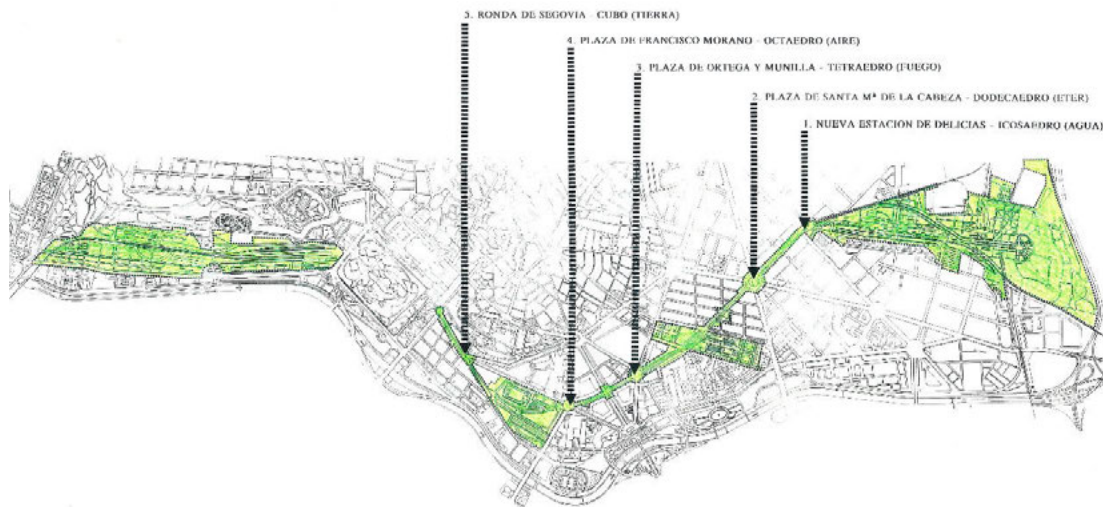 5. RONDA DE SEGOVIA - CUBO (TIERRA)
4. PLAZA DE FRANCISCO MORANO - OCTAEDRO (AIRE)
3. PLAZA DE ORTEGA Y MUNILLA - TETRAEDRO (FUEGO)
2. PLAZA DE SANTA Mª DE LA CABEZA - DODECAEDRO (ETER)
1. NUEVA ESTACION DE DELICIAS - ICOSAEDRO (AGUA)